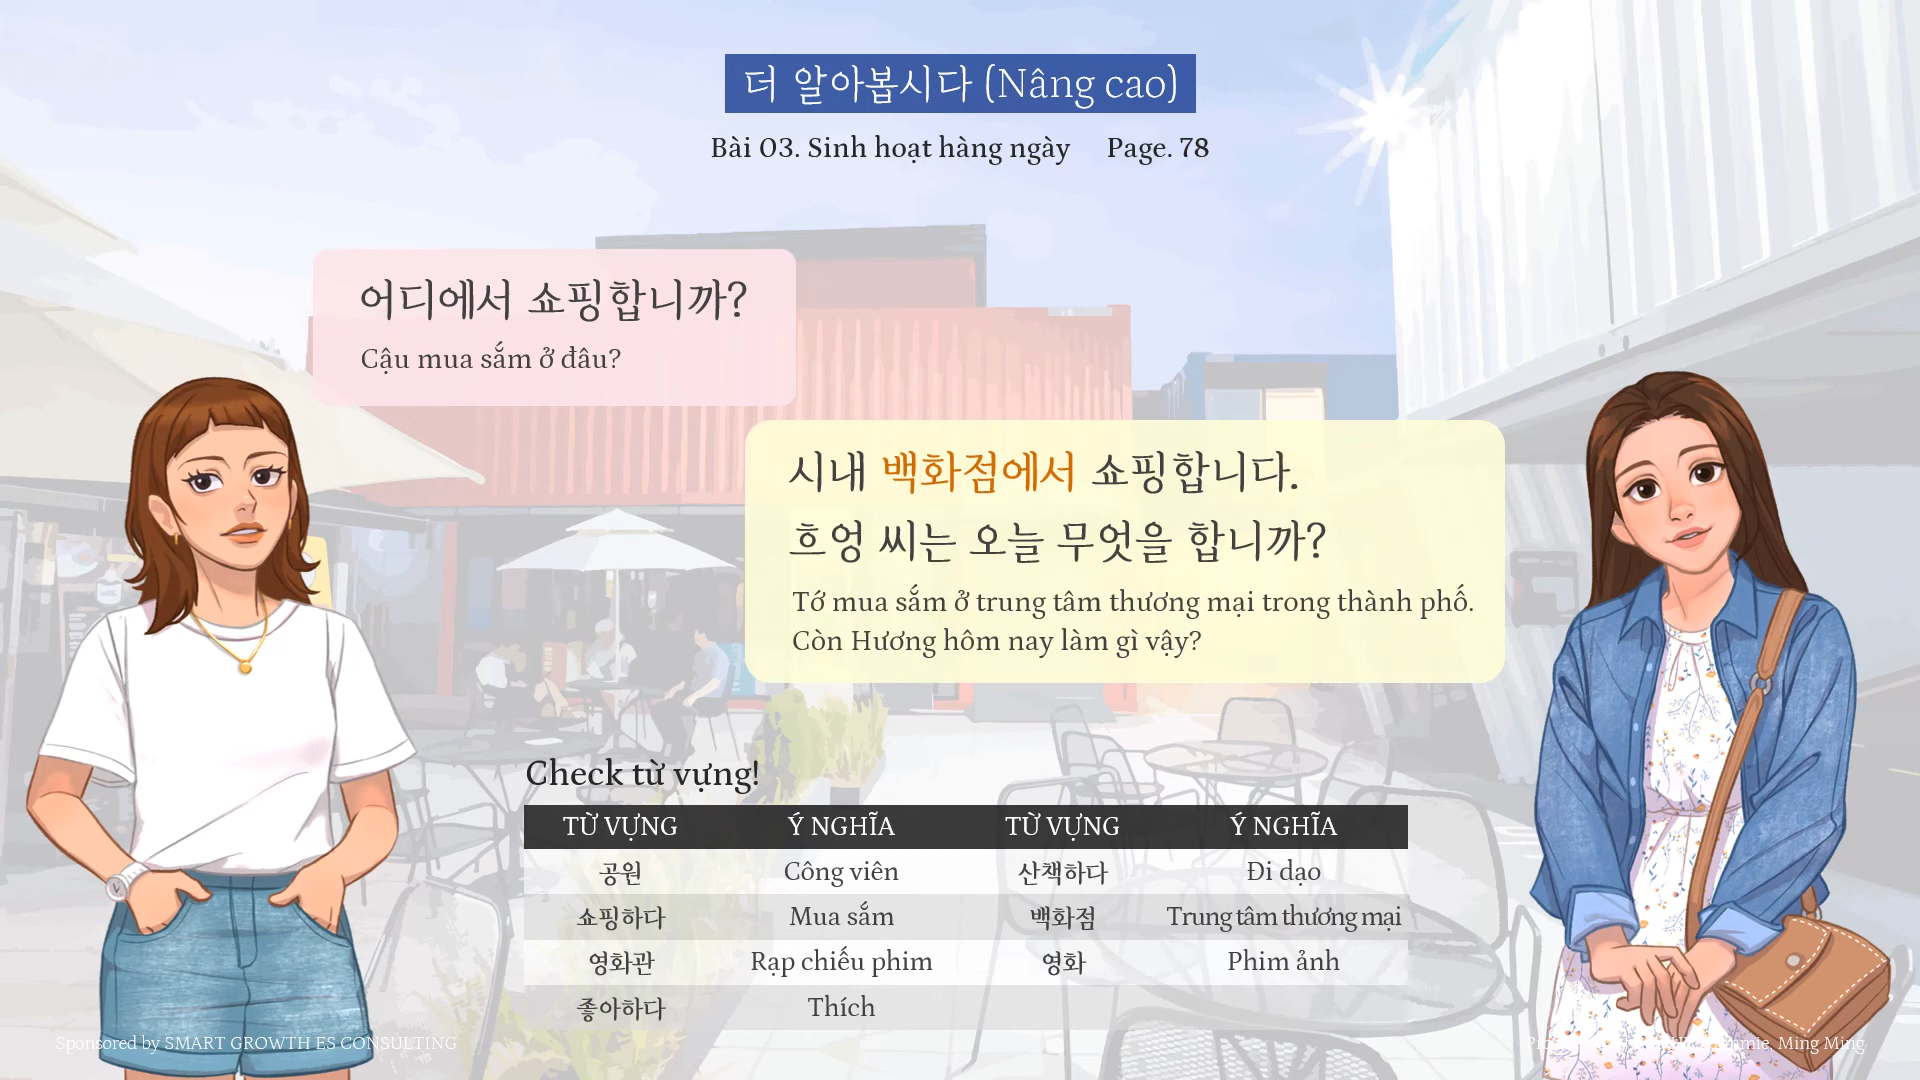 더 알아봅시다 (Nâng cao)
Bài 03. Sinh hoạt hàng ngày Page. 78
어디에서 쇼핑합니까?
Cậu mua sắm ở đâu?
시내 백화점에서 쇼핑합니다.
흐엉 씨는 오늘 무엇을 합니까?
Tớ mua sắm ở trung tâm thương mại trong thành phố.
Còn Hương hôm nay làm gì vậy?
Check từ vựng!
TỪ VỰNG Ý NGHĨA TỪ VỰNG Ý NGHĨA
공원 Công viên 산책하다 Đi dạo
쇼핑하다 Mua sắm 백화점 Trung tâm thương mại
영화관 Rạp chiếu phim 영화 Phim ảnh
좋아하다 Thích
Sponsored by SMART GROWTH ES CONSULTING
Ming Ming